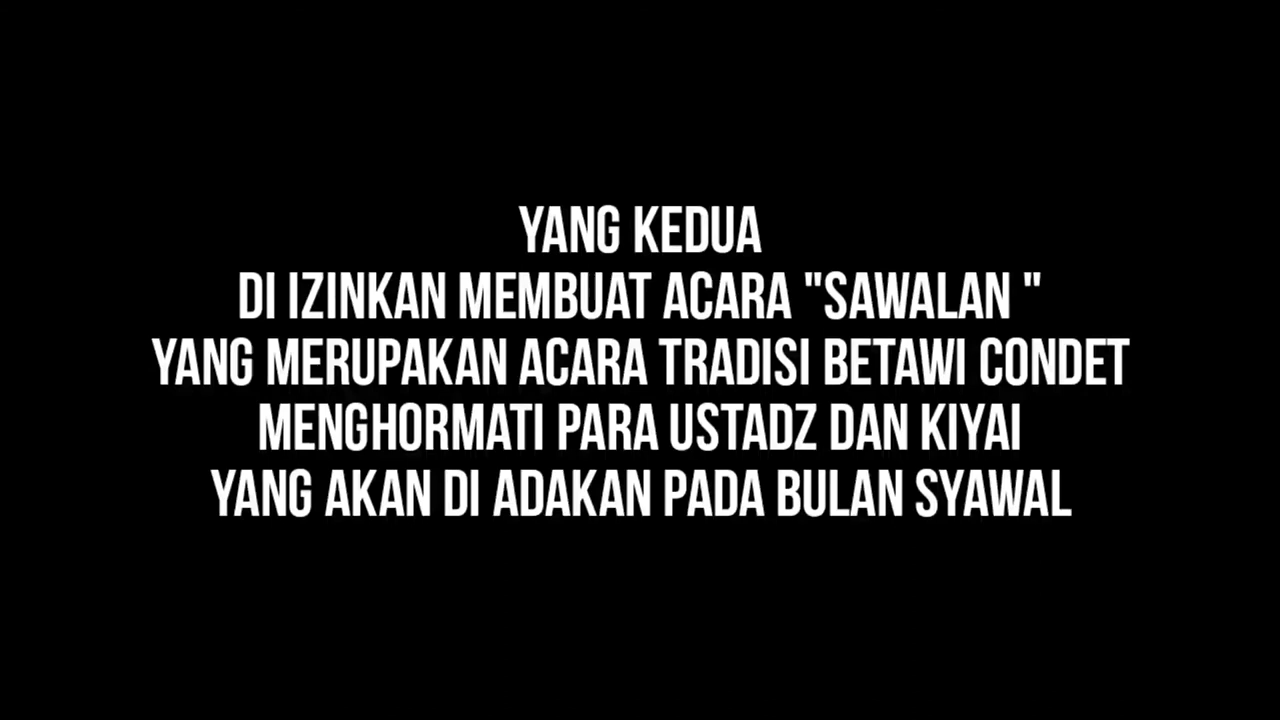 YANG KEDUA
DI IZINKAN MEMBUAT ACARA "SAWALAN "
YANG MERUPAKAN ACARA TRADISI BETAWI CONDET
MENGHORMATI PARA USTADZ DAN KIYAI
YANG AKAN DI ADAKAN PADA BULAN SYAWAL